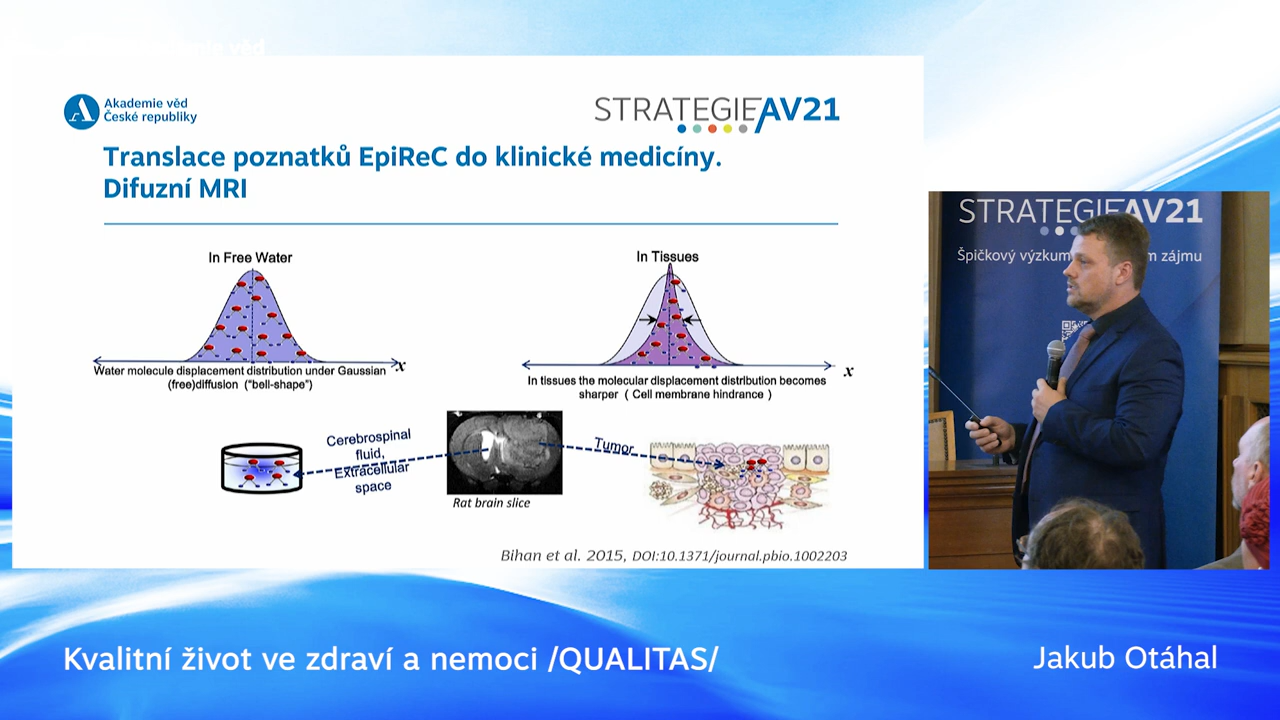 Akademie věd
České republiky
STRATEGIE AV21
Translace poznatků EpiReC do klinické medicíny.
Difuzní MRI
In Free Water
In Tissues
x
Water molecule displacement distribution under Gaussian
(free)diffusion ("bell-shape")
x
In tissues the molecular displacement distribution becomes
sharper ( Cell membrane hindrance )
Cerebrospinal
fluid,
Extracellular
space
Tumor
Rat brain slice
Bihan et al. 2015, DOI:10.1371/journal.pbio.1002203
STRATEGIE AV21
Špičkový výzkum
zájmu
Kvalitní život ve zdraví a nemoci /QUALITAS/
Jakub Otáhal